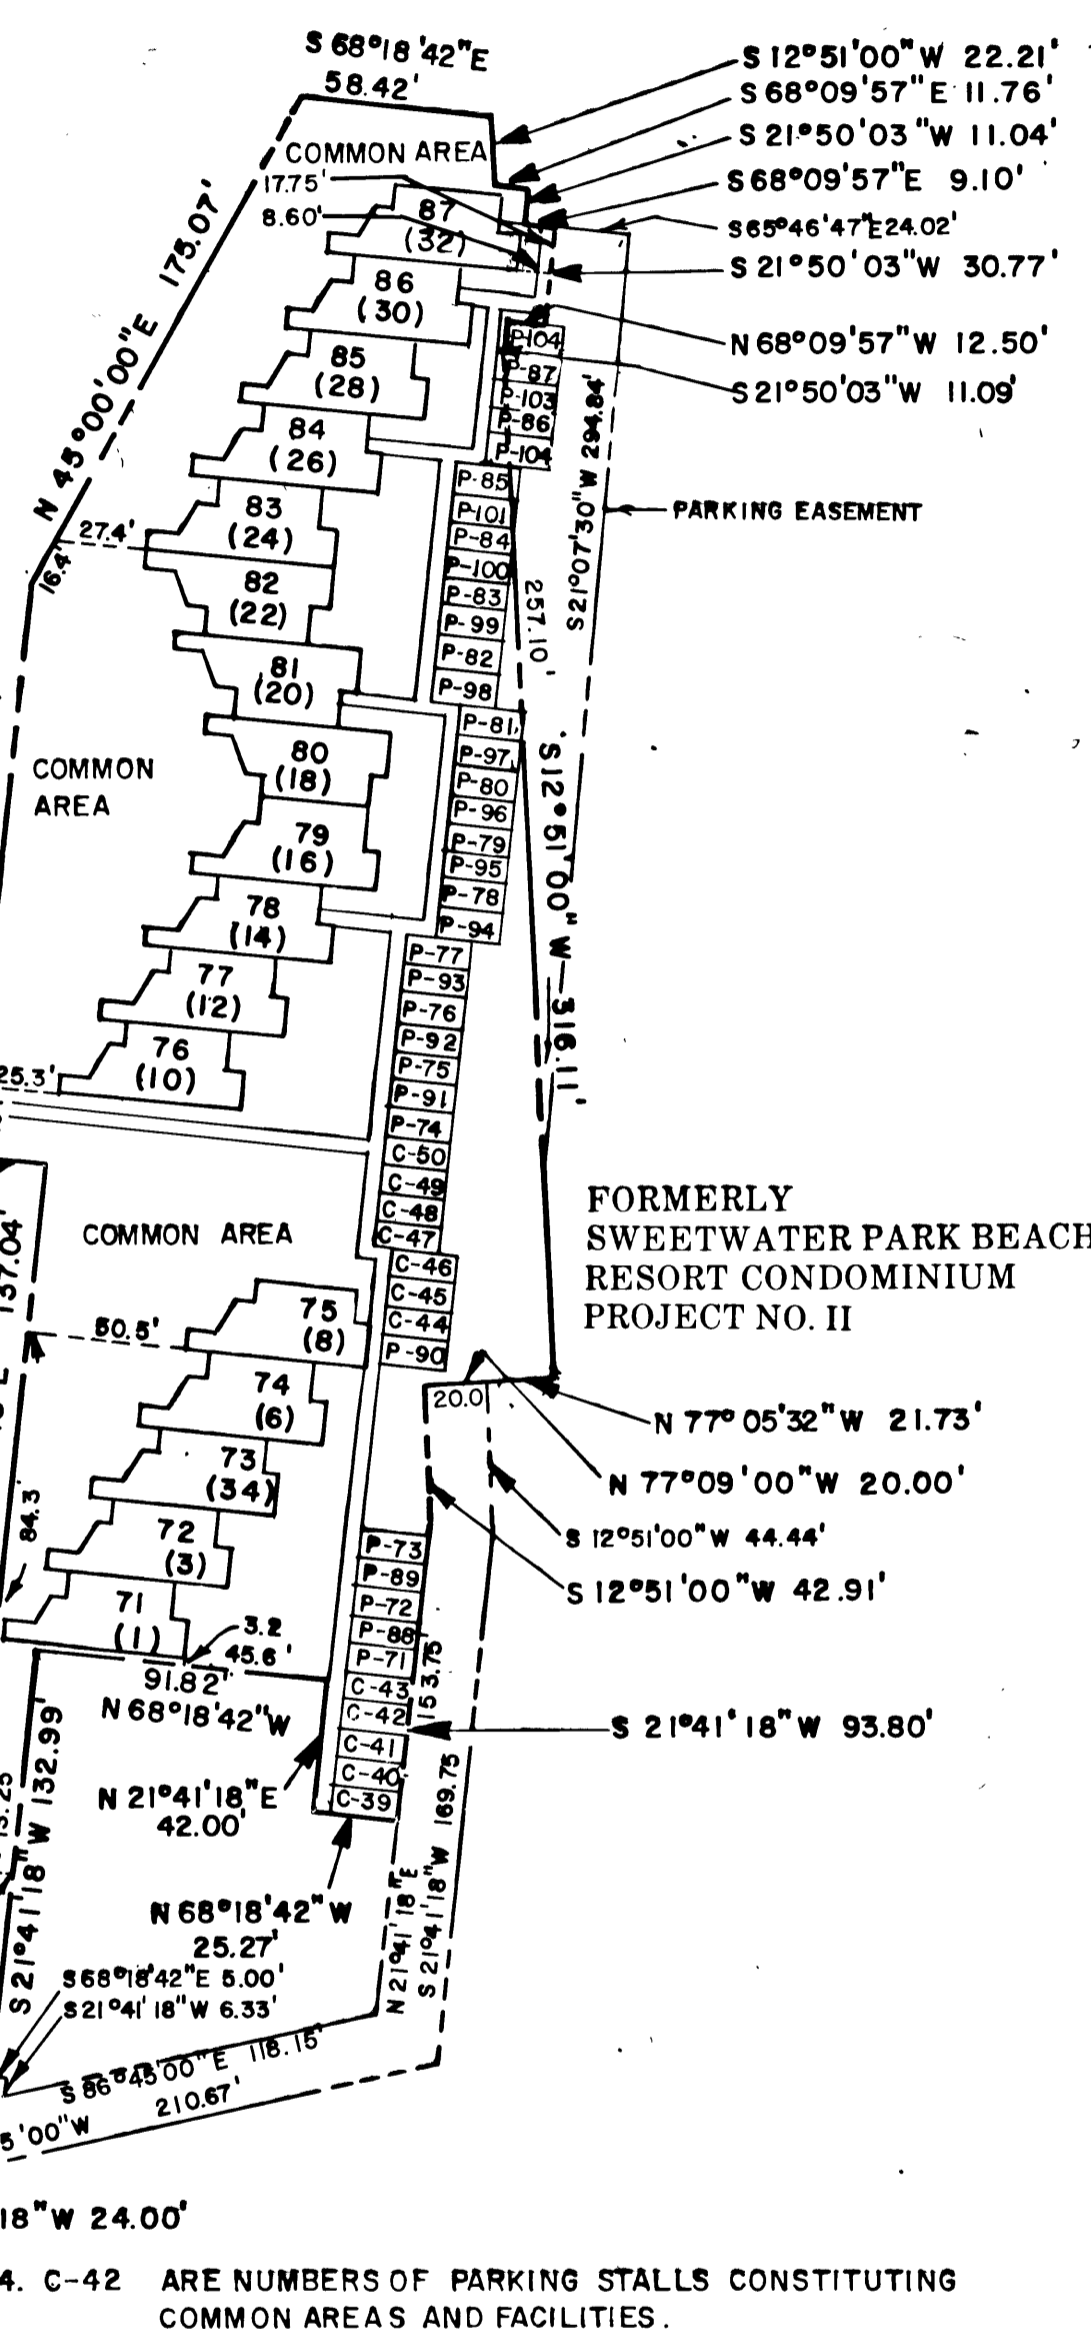 S 68°18'42"E
58.42'
S 12°51'00"W 22.21'
S 68°09'57"E 11.76'
S 21°50'03"W 11.04'
S 68°09'57"E 9.10'
S65°46'47"E 24.02'
S 21°50'03"W 30.77'
N 68°09'57"W 12.50'
S 21°50'03"W 11.09'
COMMON AREA
17.75'
8.60'
N 45°00'00"E 175.07'
87
(32)
86
(30)
85
(28)
84
(26)
83
(24)
82
(22)
81
(20)
80
(18)
79
(16)
78
(14)
77
(12)
76
(10)
27.4'
16.4'
25.3'
COMMON
AREA
P-104
P-87
P-103
P-86
P-104
P-85
P-101
P-84
P-100
P-83
P-99
P-82
P-98
P-81
P-97
P-80
P-96
P-79
P-95
P-78
P-94
P-77
P-93
P-76
P-92
P-75
P-91
P-74
C-50
C-49
C-48
C-47
C-46
C-45
C-44
P-90
S21°07'30"W 294.84'
PARKING EASEMENT
257.10'
S 12°51'00"W—316.11'
FORMERLY
SWEETWATER PARK BEACH
RESORT CONDOMINIUM
PROJECT NO. II
137.04'
COMMON AREA
50.5'
75
(8)
74
(6)
73
(34)
72
(3)
71
(1)
84.3'
20.0
N 77°05'32"W 21.73'
N 77°09'00"W 20.00'
S 12°51'00"W 44.44'
S 12°51'00"W 42.91'
P-73
P-89
P-72
P-88
P-71
C-43
C-42
C-41
C-40
C-39
153.75
S 21°41'18"W 93.80'
3.2
45.6'
91.82'
N 68°18'42"W
N 21°41'18"E
42.00'
S 21°41'18"W 132.99'
N 68°18'42"W
25.27'
N 21°41'18"E
S 21°41'18"W 169.75
S68°18'42"E 5.00'
S21°41'18"W 6.33'
S 86°45'00"E 118.15'
5'00"W 210.67'
18"W 24.00'
4. C-42 ARE NUMBERS OF PARKING STALLS CONSTITUTING
COMMON AREAS AND FACILITIES.